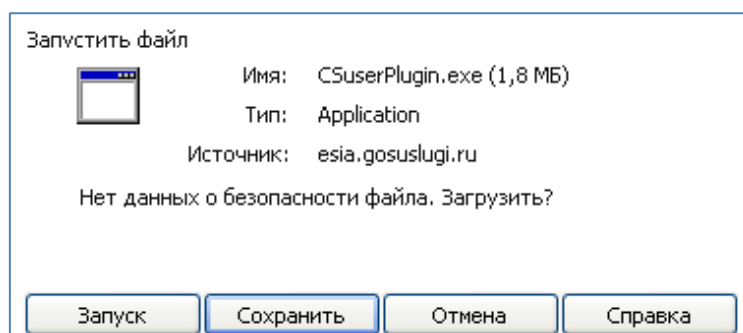 Запустить файл
Имя: CSuserPlugin.exe (1,8 МБ)
Тип: Application
Источник: esia.gosuslugi.ru
Нет данных о безопасности файла. Загрузить?
Запуск Сохранить Отмена Справка